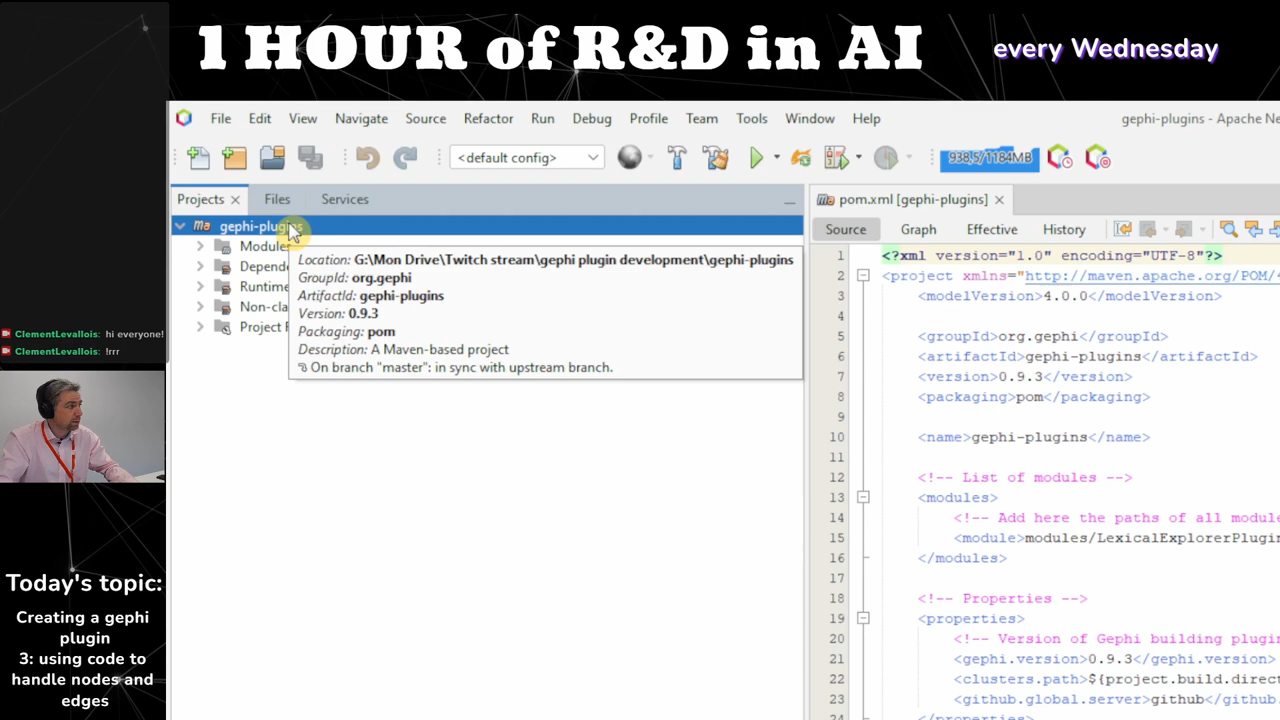 1 HOUR of R&D in AI
every Wednesday
File Edit View Navigate Source Refactor Run Debug Profile Team Tools Window Help
gephi-plugins - Apache Ne
<default config>
938,5/1184MB
Projects
Files
Services
pom.xml [gephi-plugins]
Source
Graph
Effective
History
gephi-plugins
Modules
Depende
Runtime
Non-cla
Project F
Location: G:\Mon Drive\Twitch stream\gephi plugin development\gephi-plugins
GroupId: org.gephi
ArtifactId: gephi-plugins
Version: 0.9.3
Packaging: pom
Description: A Maven-based project
On branch "master": in sync with upstream branch.
1 <?xml version="1.0" encoding="UTF-8"?>
2 <project xmlns="http://maven.apache.org/POM/
3 <modelVersion>4.0.0</modelVersion>
4
5 <groupId>org.gephi</groupId>
6 <artifactId>gephi-plugins</artifactId>
7 <version>0.9.3</version>
8 <packaging>pom</packaging>
9
10 <name>gephi-plugins</name>
11
12 <!-- List of modules -->
13 <modules>
14 <!-- Add here the paths of all module
15 <module>modules/LexicalExplorerPlugin
16 </modules>
17
18 <!-- Properties -->
19 <properties>
20 <!-- Version of Gephi building plugin
21 <gephi.version>0.9.3</gephi.version>
22 <clusters.path>${project.build.direct
23 <github.global.server>github</github.
24 </properties>
ClementLevallois: hi everyone!
ClementLevallois: !rrr
Today's topic:
Creating a gephi
plugin
3: using code to
handle nodes and
edges